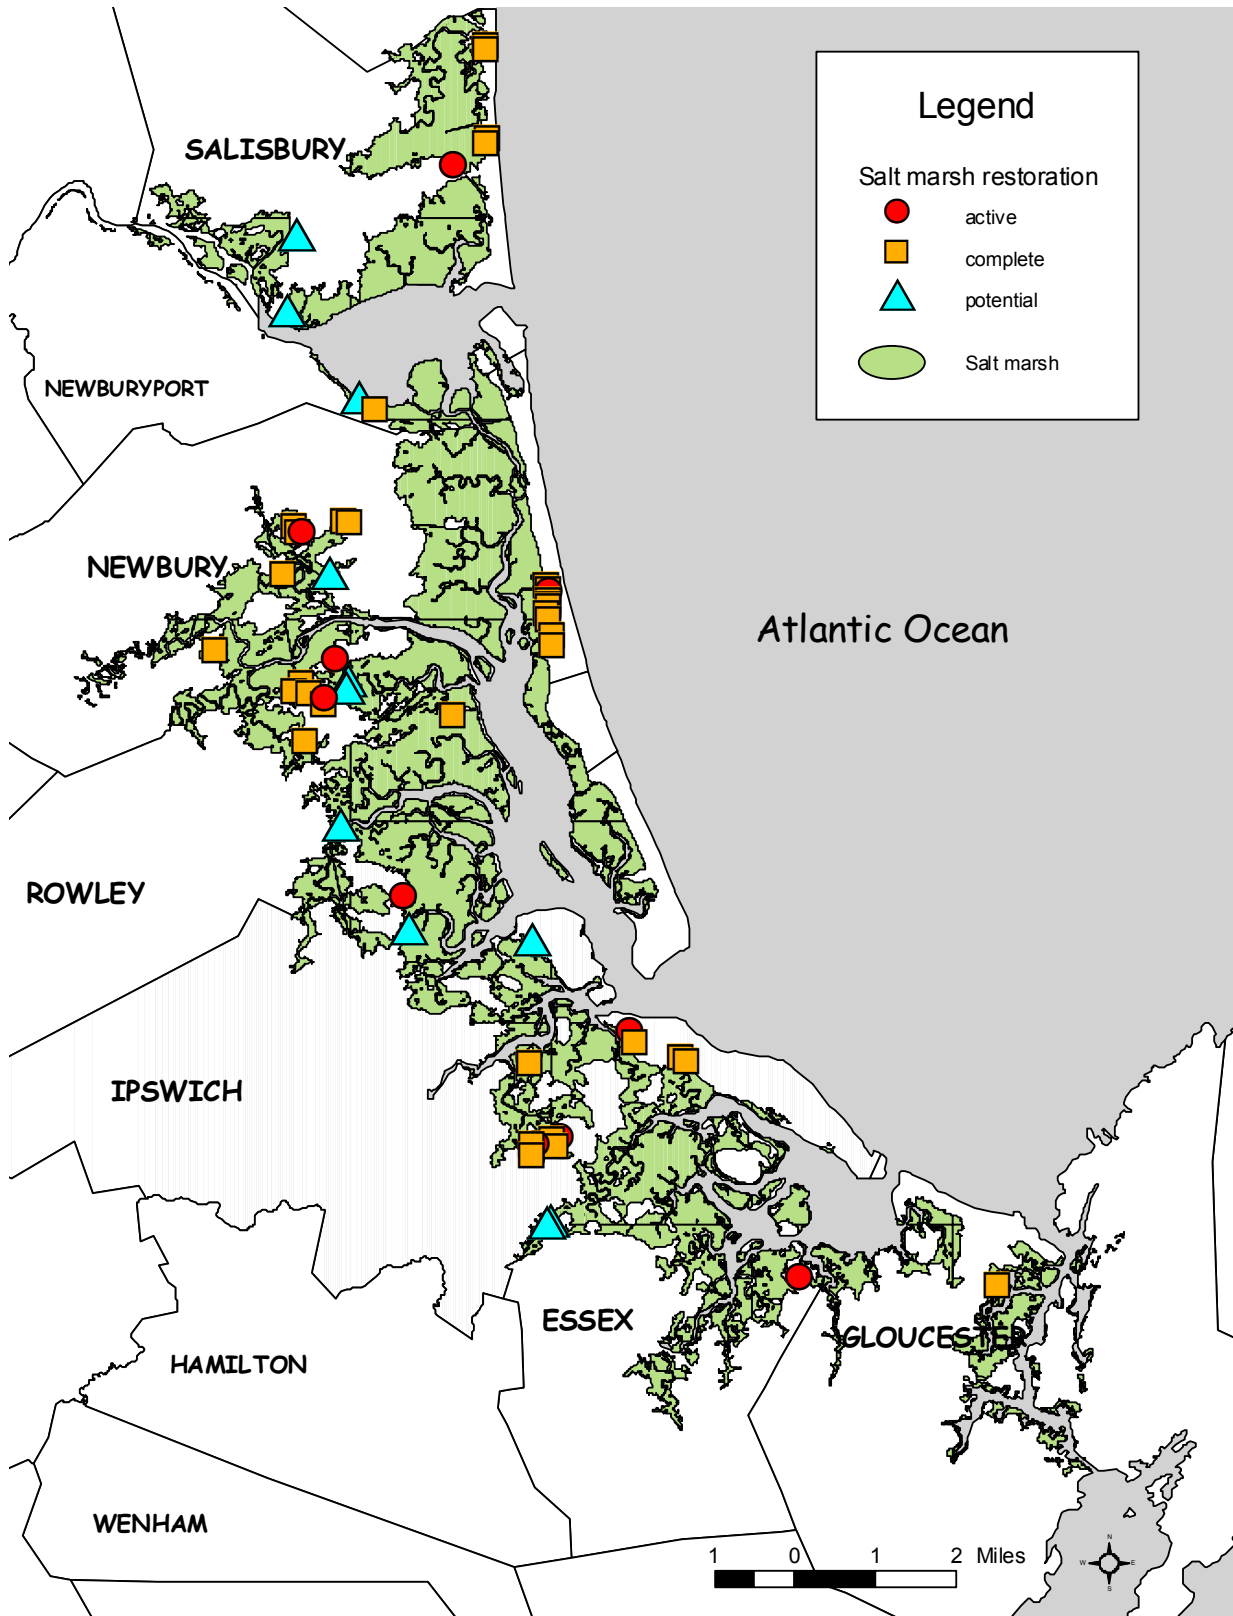 Legend
Salt marsh restoration
active
complete
potential
Salt marsh
SALISBURY
NEWBURYPORT
NEWBURY
Atlantic Ocean
ROWLEY
IPSWICH
ESSEX
GLOUCESTER
HAMILTON
WENHAM
1 0 1 2 Miles
N
W E
S